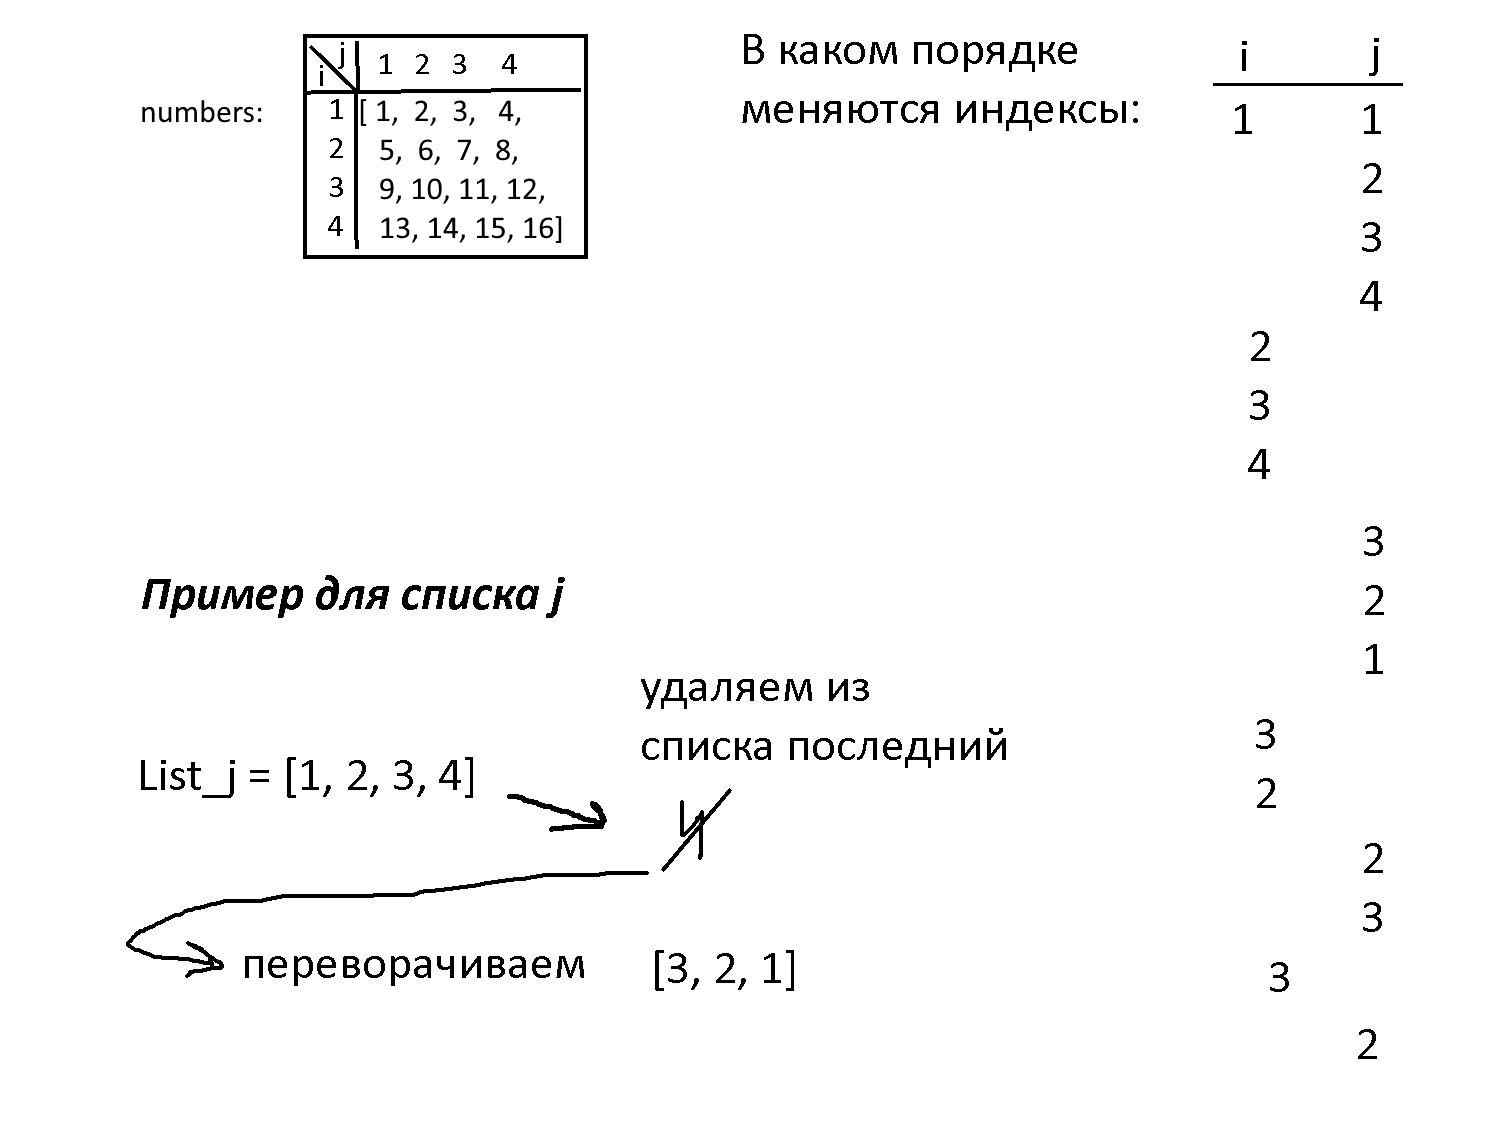 j
i
1 2 3 4
numbers:
1 [ 1, 2, 3, 4,
2 5, 6, 7, 8,
3 9, 10, 11, 12,
4 13, 14, 15, 16]
В каком порядке
меняются индексы:
i j
1 1
2
3
4
2
3
4
3
2
1
3
2
2
3
3
2
Пример для списка j
List_j = [1, 2, 3, 4]
удаляем из
списка последний
4
переворачиваем [3, 2, 1]